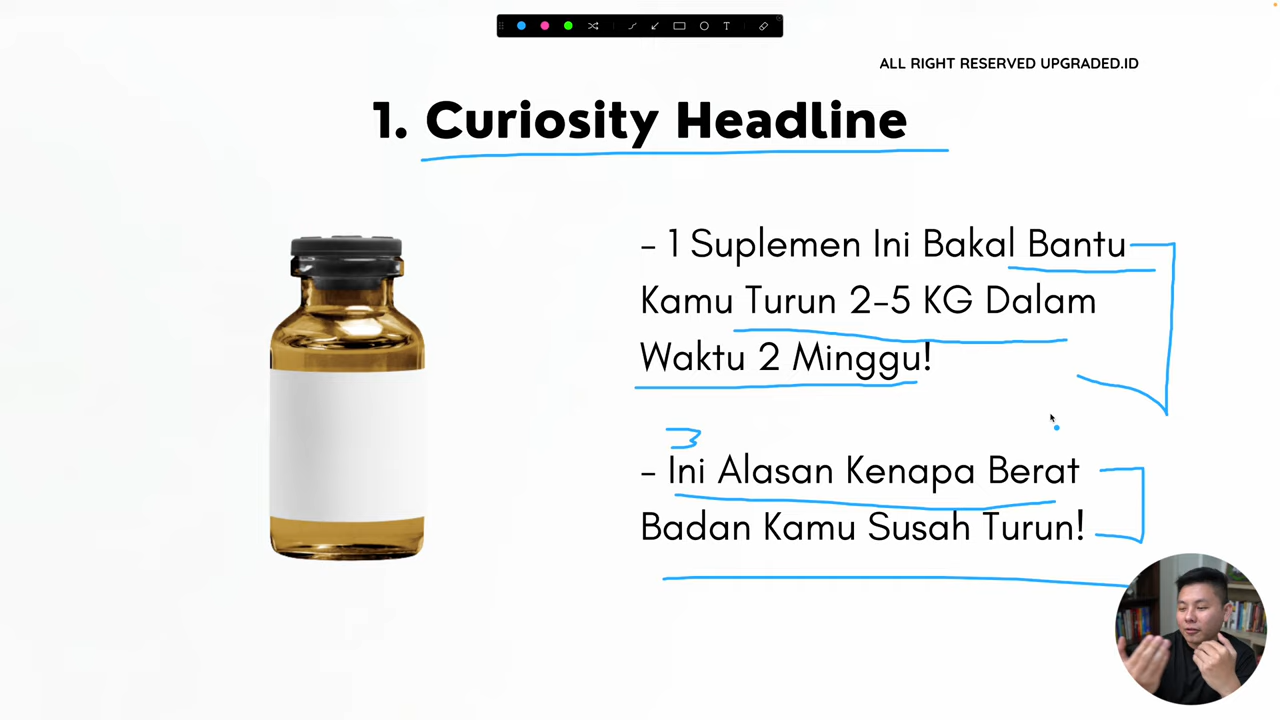 T
ALL RIGHT RESERVED UPGRADED.ID
1. Curiosity Headline
- 1 Suplemen Ini Bakal Bantu
Kamu Turun 2-5 KG Dalam
Waktu 2 Minggu!
3
- Ini Alasan Kenapa Berat
Badan Kamu Susah Turun!